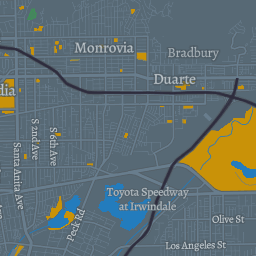 Monrovia
Bradbury
Duarte
dia
S 2nd Ave
S 6th Ave
Santa Anita Ave
Peck Rd
Toyota Speedway
at Irwindale
Olive St
Los Angeles St